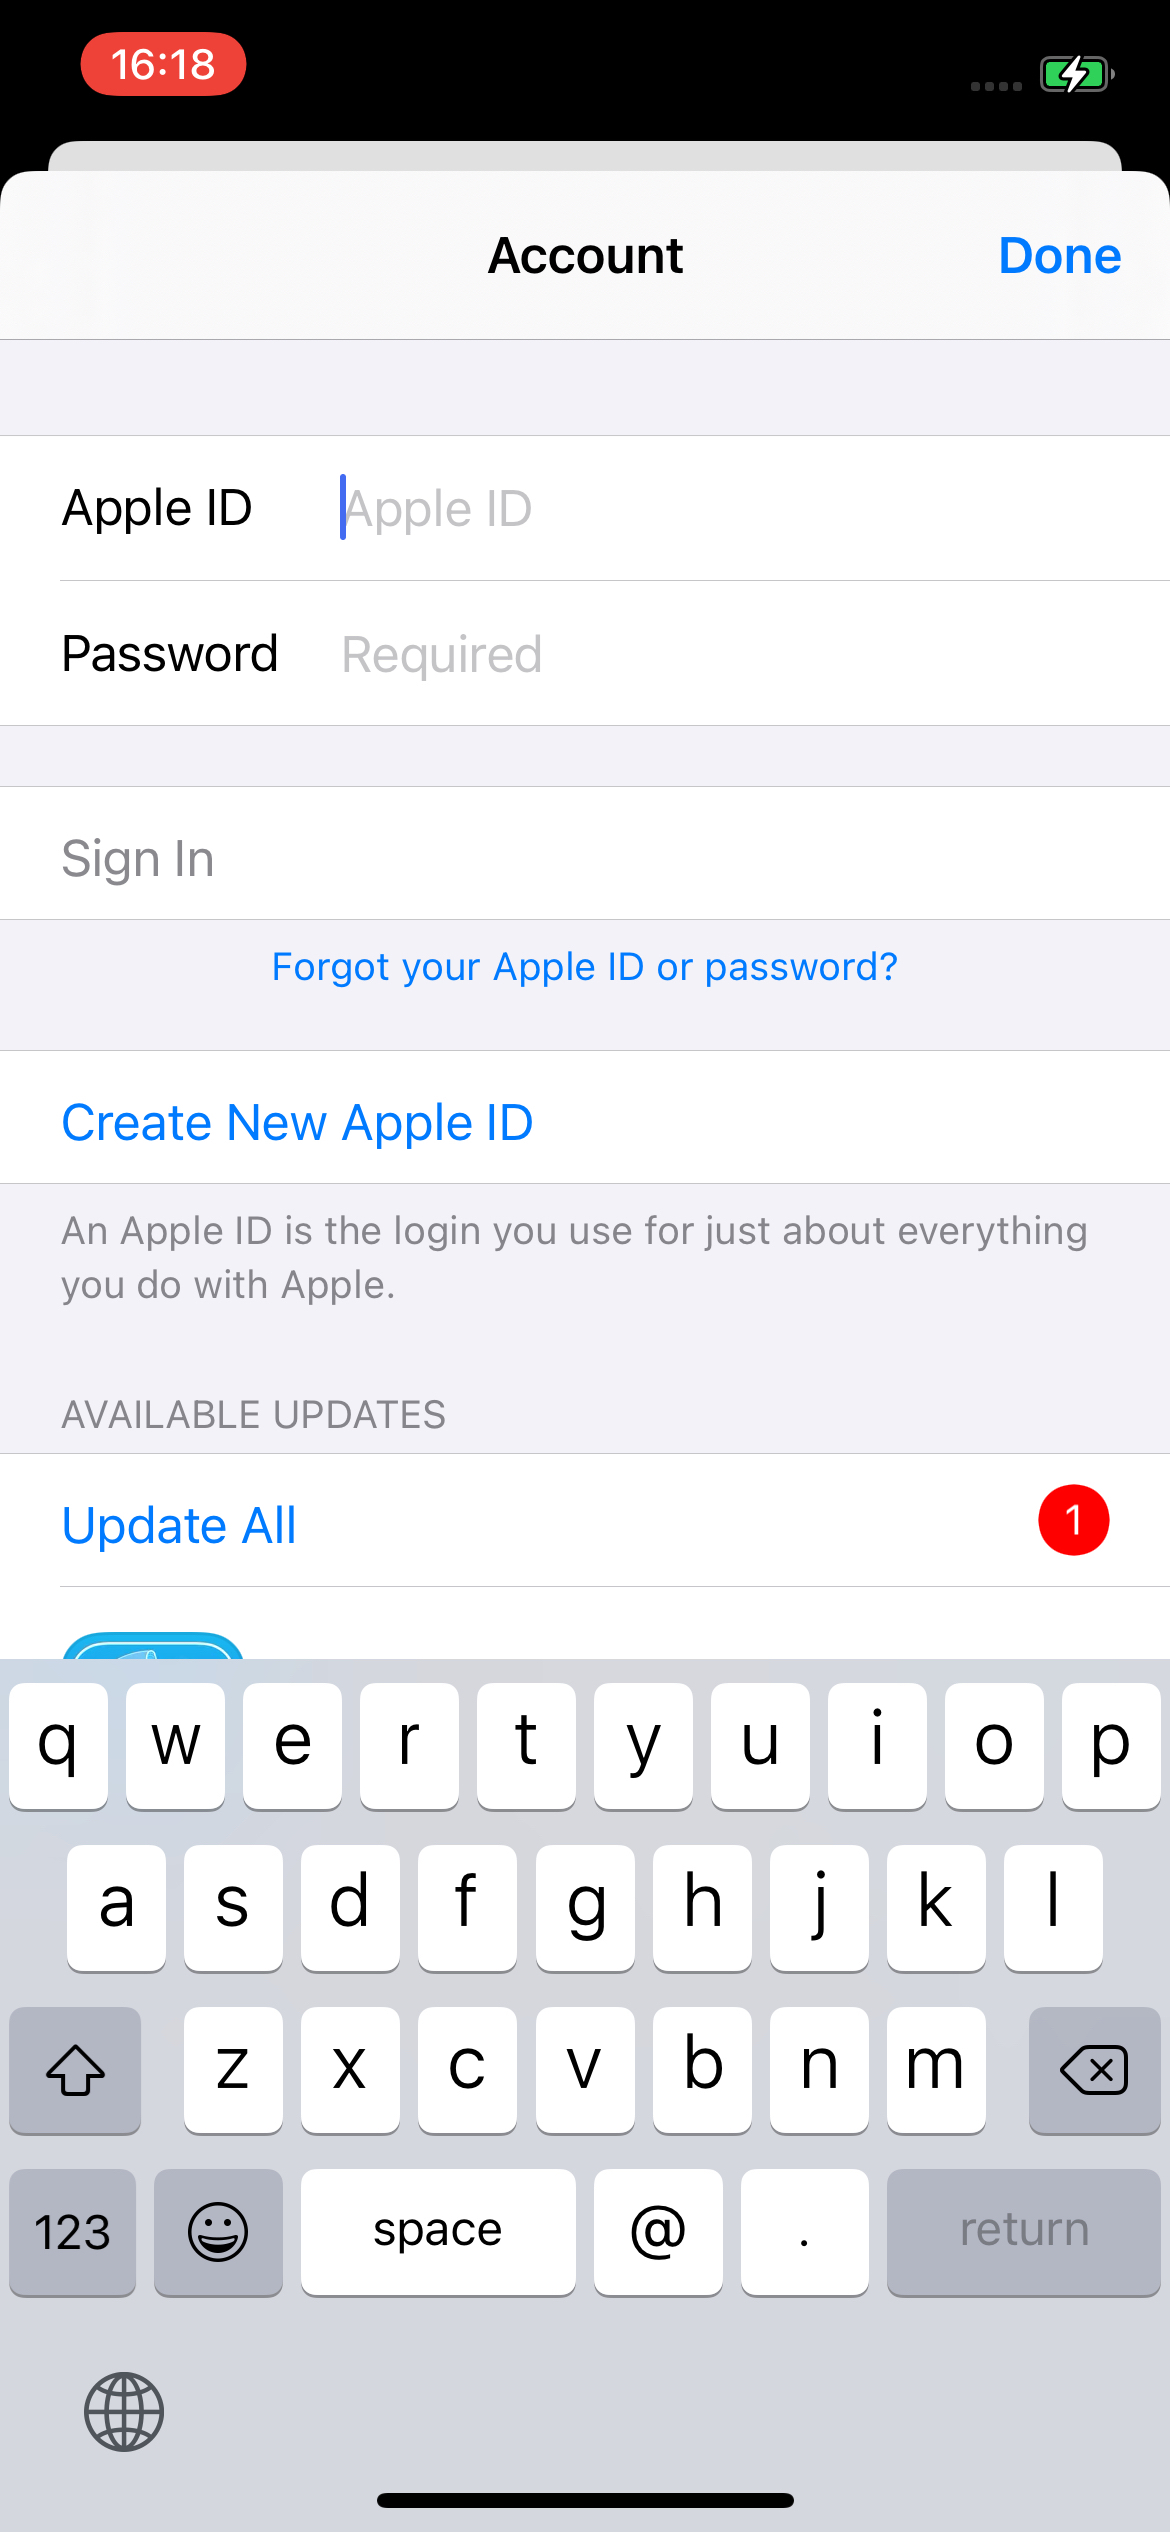 16:18
Account
Done
Apple ID
Apple ID
Password
Required
Sign In
Forgot your Apple ID or password?
Create New Apple ID
An Apple ID is the login you use for just about everything
you do with Apple.
AVAILABLE UPDATES
Update All
1
q w e r t y u i o p
a s d f g h j k l
z x c v b n m
123 space @ . return